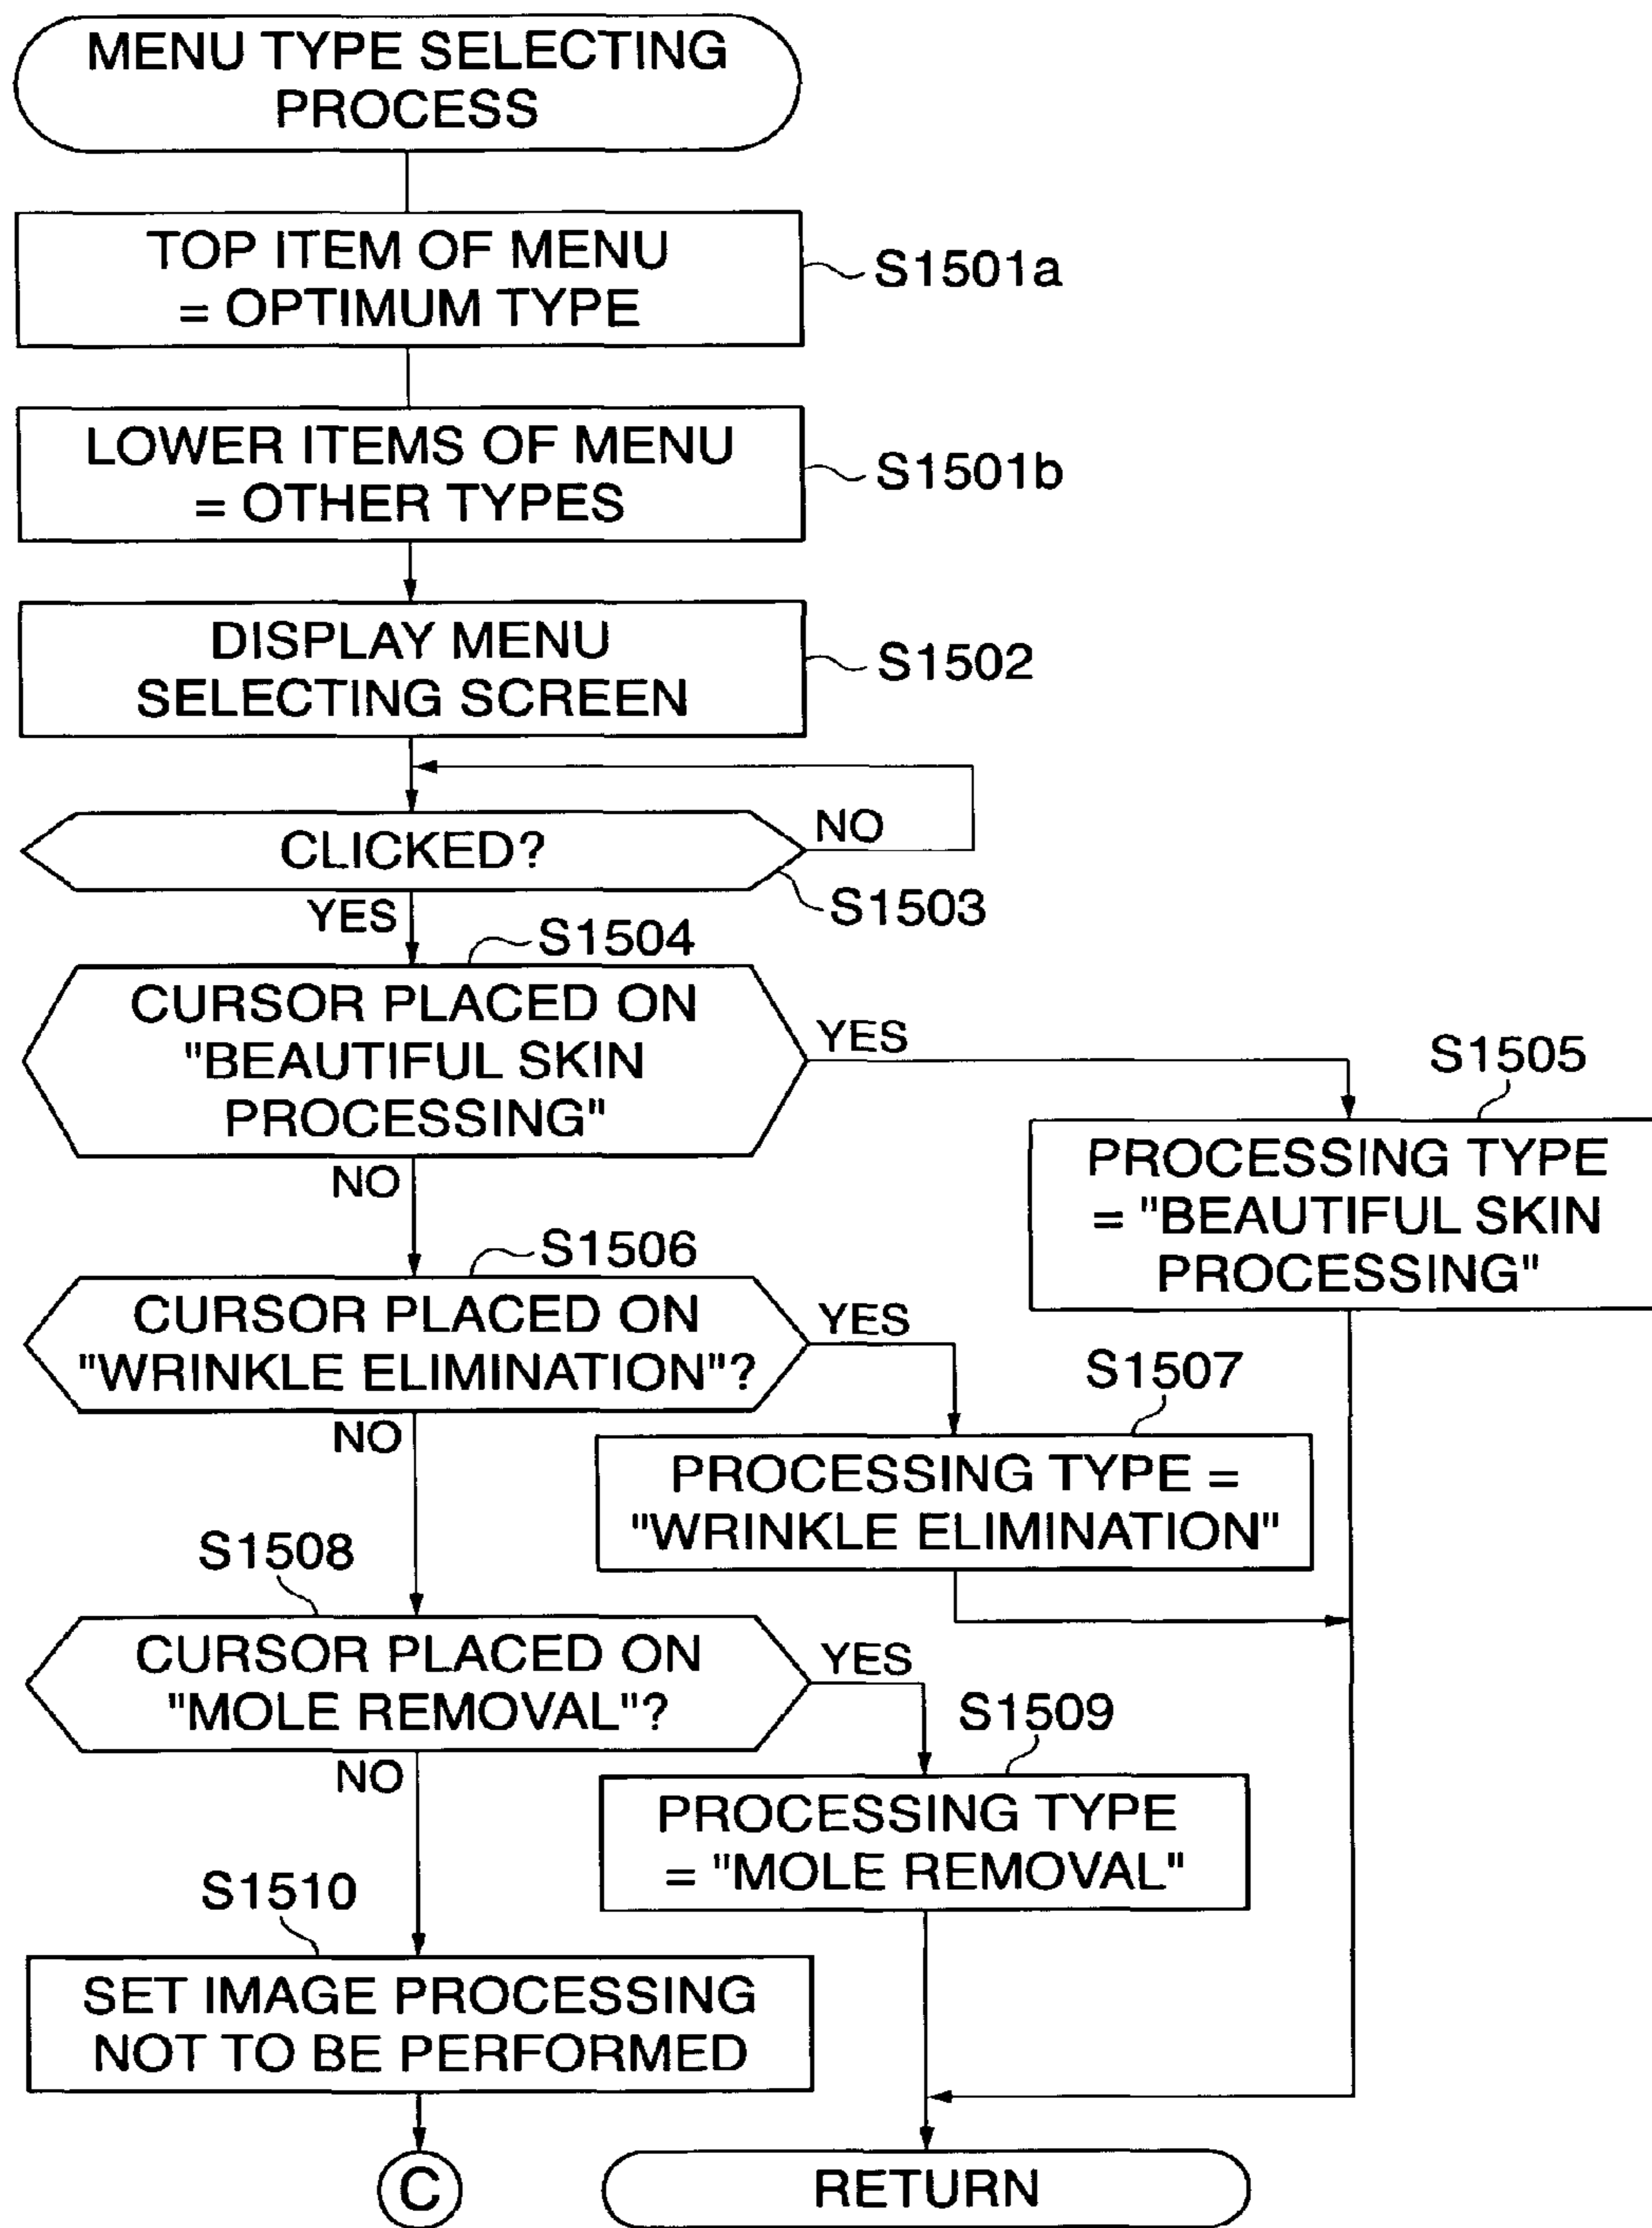 MENU TYPE SELECTING
PROCESS
TOP ITEM OF MENU
= OPTIMUM TYPE
S1501a
LOWER ITEMS OF MENU
= OTHER TYPES
S1501b
DISPLAY MENU
SELECTING SCREEN
S1502
CLICKED?
NO
S1503
YES
S1504
CURSOR PLACED ON
"BEAUTIFUL SKIN
PROCESSING"
YES
NO
S1505
PROCESSING TYPE
= "BEAUTIFUL SKIN
PROCESSING"
S1506
CURSOR PLACED ON
"WRINKLE ELIMINATION"?
YES
NO
S1507
PROCESSING TYPE =
"WRINKLE ELIMINATION"
S1508
CURSOR PLACED ON
"MOLE REMOVAL"?
YES
NO
S1509
PROCESSING TYPE
= "MOLE REMOVAL"
S1510
SET IMAGE PROCESSING
NOT TO BE PERFORMED
C
RETURN